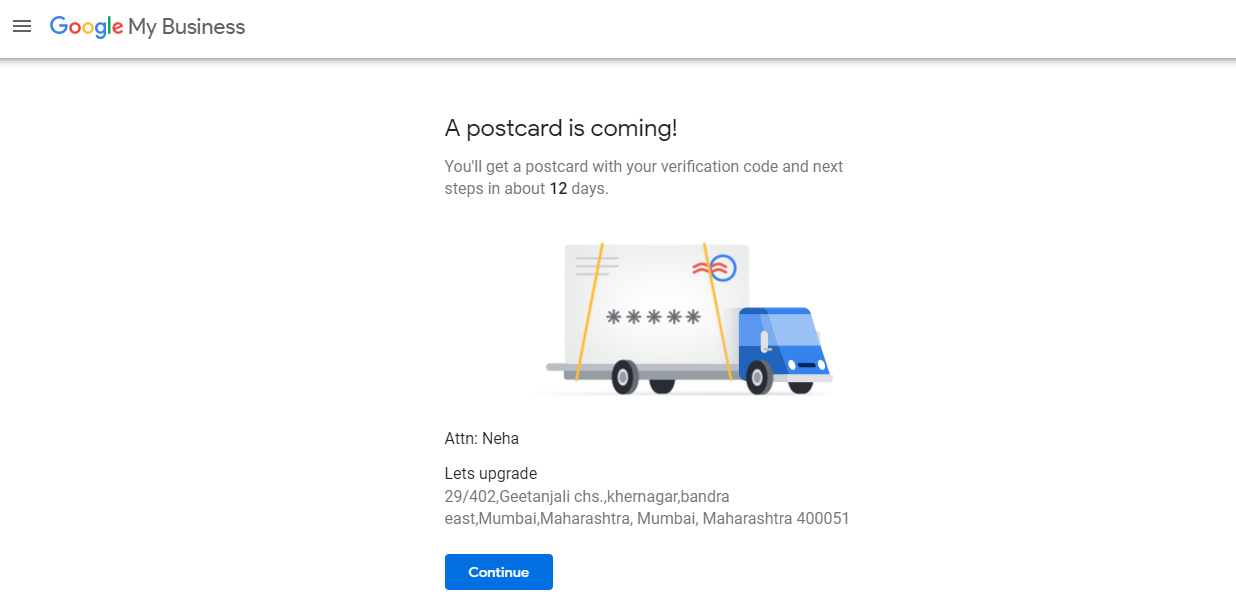 Google My Business
A postcard is coming!
You'll get a postcard with your verification code and next
steps in about 12 days.
*****
Attn: Neha
Lets upgrade
29/402,Geetanjali chs.,khernagar,bandra
east,Mumbai,Maharashtra, Mumbai, Maharashtra 400051
Continue